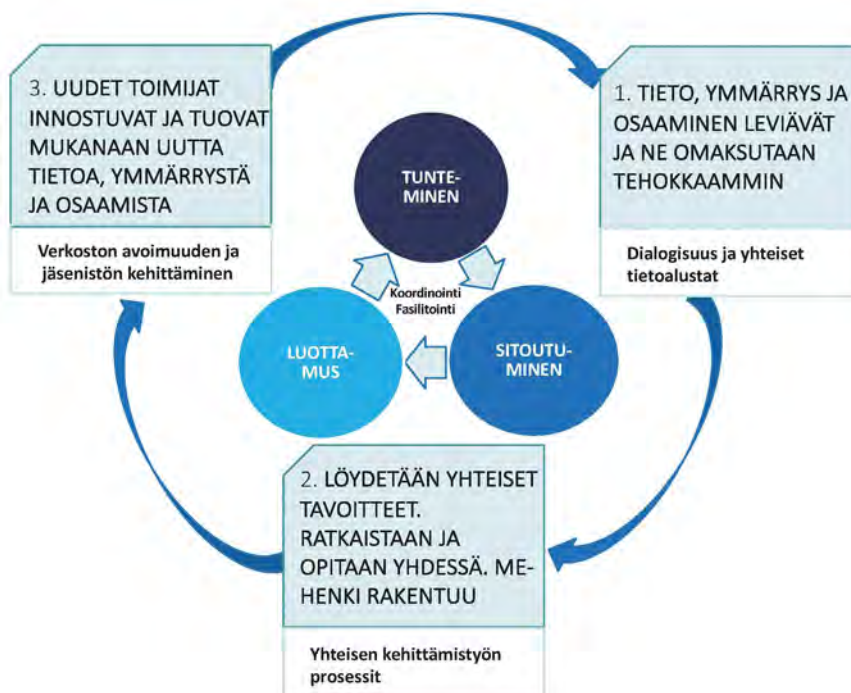 3. UUDET TOIMIJAT
INNOSTUVAT JA TUOVAT
MUKANAAN UUTTA
TIETOA, YMMÄRRYSTÄ
JA OSAAMISTA
Verkoston avoimuuden ja
jäsenistön kehittäminen
1. TIETO, YMMÄRRYS JA
OSAAMINEN LEVIÄVÄT
JA NE OMAKSUTAAN
TEHOKKAAMMIN
Dialogisuus ja yhteiset
tietoalustat
TUNTE-
MINEN
Koordinointi
Fasilitointi
LUOTTA-
MUS
SITOUTU-
MINEN
2. LÖYDETÄÄN YHTEISET
TAVOITTEET.
RATKAISTAAN JA
OPITAAN YHDESSÄ. ME-
HENKI RAKENTUU
Yhteisen kehittämistyön
prosessit